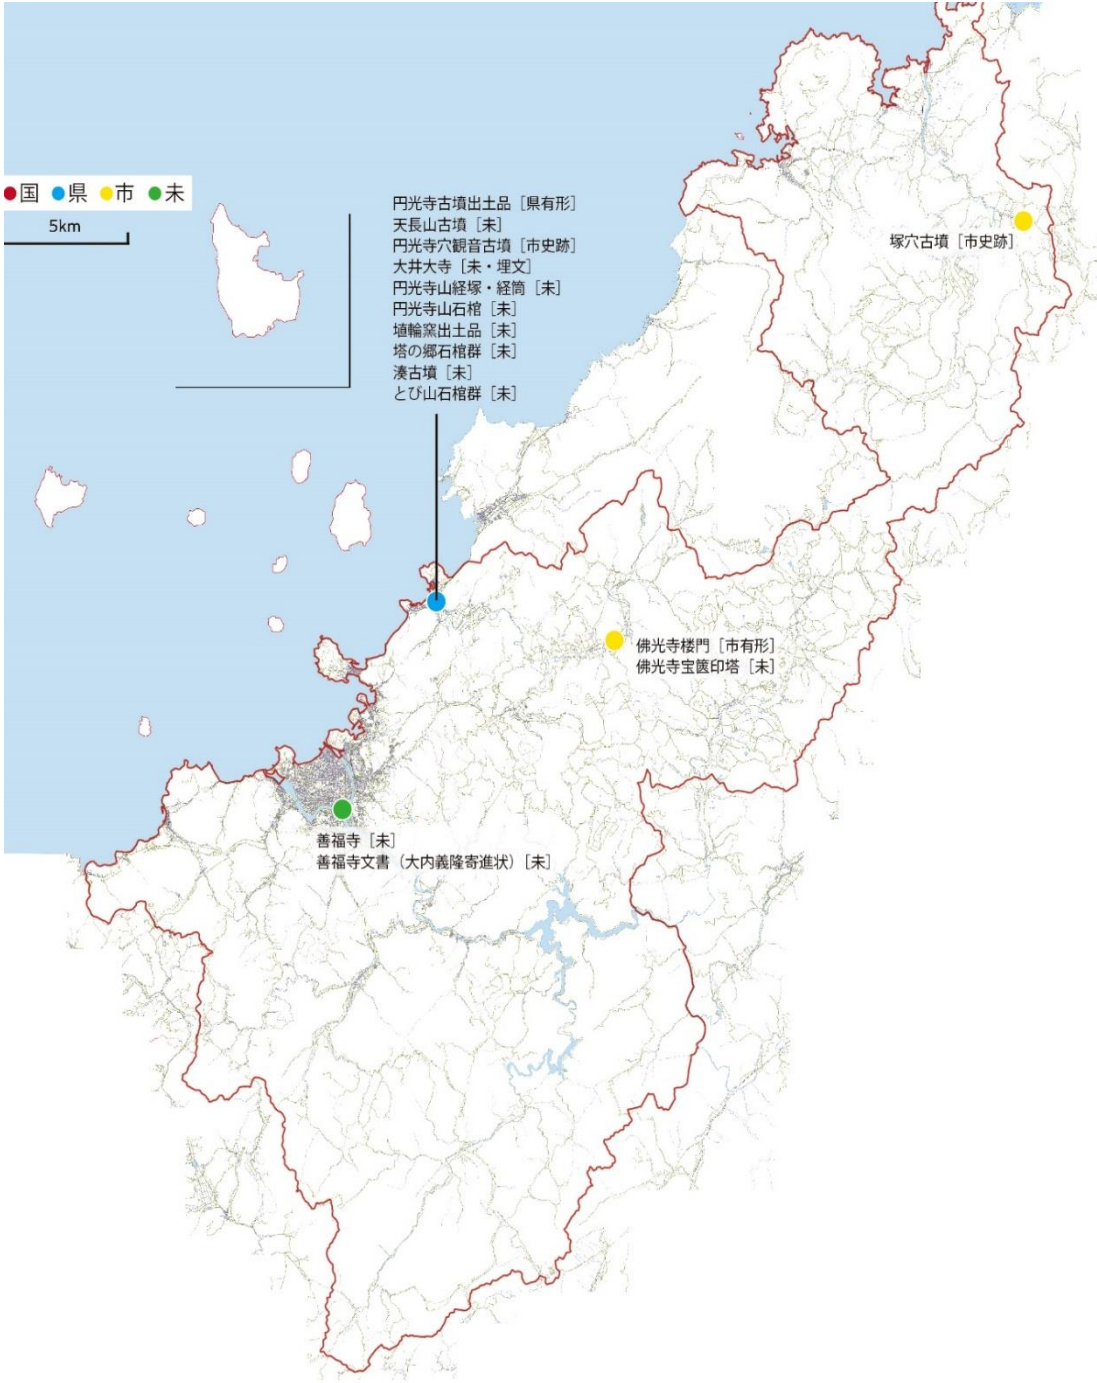 国 県 市 未
5km
円光寺古墳出土品［県有形］
天長山古墳［未］
円光寺穴観音古墳［市史跡］
大井大寺［未・埋文］
円光寺山経塚・経筒［未］
円光寺山石棺［未］
埴輪窯出土品［未］
塔の郷石棺群［未］
湊古墳［未］
とび山石棺群［未］
塚穴古墳［市史跡］
佛光寺楼門［市有形］
佛光寺宝篋印塔［未］
善福寺［未］
善福寺文書（大内義隆寄進状）［未］